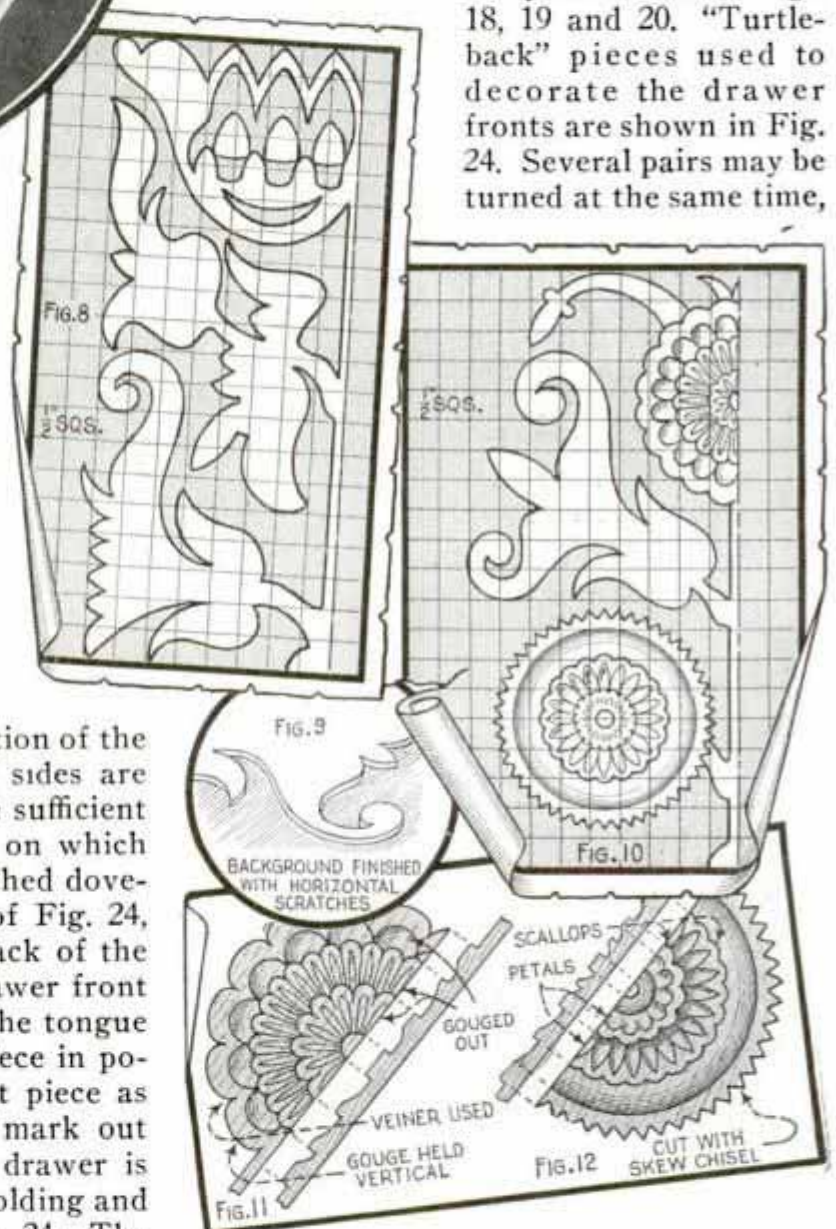 18, 19 and 20. "Turtle-
back" pieces used to
decorate the drawer
fronts are shown in Fig.
24. Several pairs may be
turned at the same time,
FIG.8
1/2" SQS.
1/2" SQS.
FIG.10
FIG.9
BACKGROUND FINISHED
WITH HORIZONTAL
SCRATCHES
tion of the
sides are
sufficient
on which
hed dove-
of Fig. 24,
ack of the
awer front
he tongue
iece in po-
t piece as
mark out
drawer is
olding and
SCALLOPS
PETALS
GOUGED
OUT
VEINER USED
GOUGE HELD
VERTICAL
FIG.11
FIG.12
CUT WITH
SKEW CHISEL